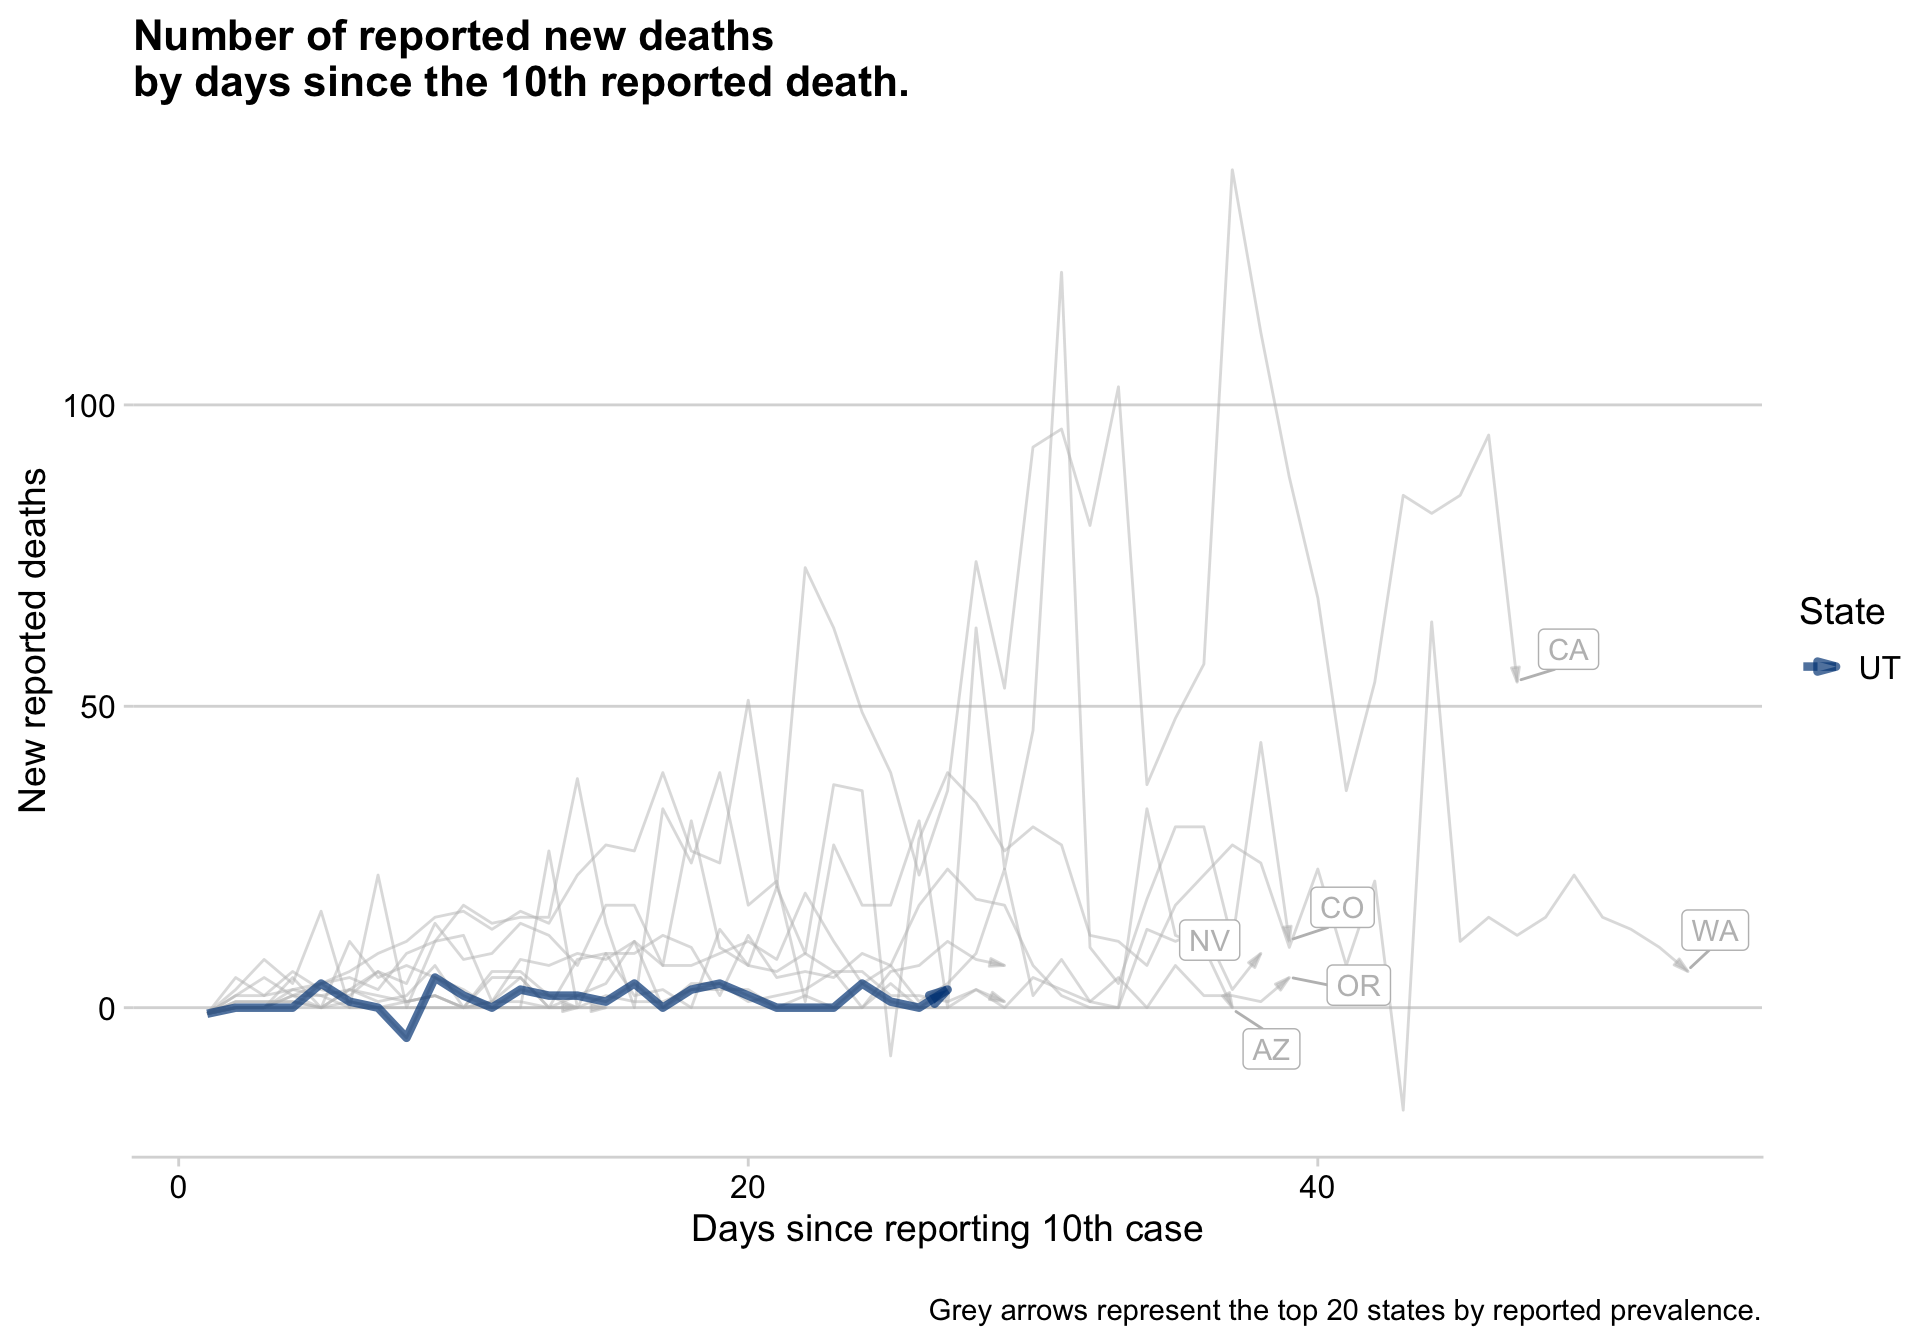 Number of reported new deaths
by days since the 10th reported death.
New reported deaths
100
50
0
CA
CO
NV
WA
OR
AZ
0
20
40
Days since reporting 10th case
State
UT
Grey arrows represent the top 20 states by reported prevalence.